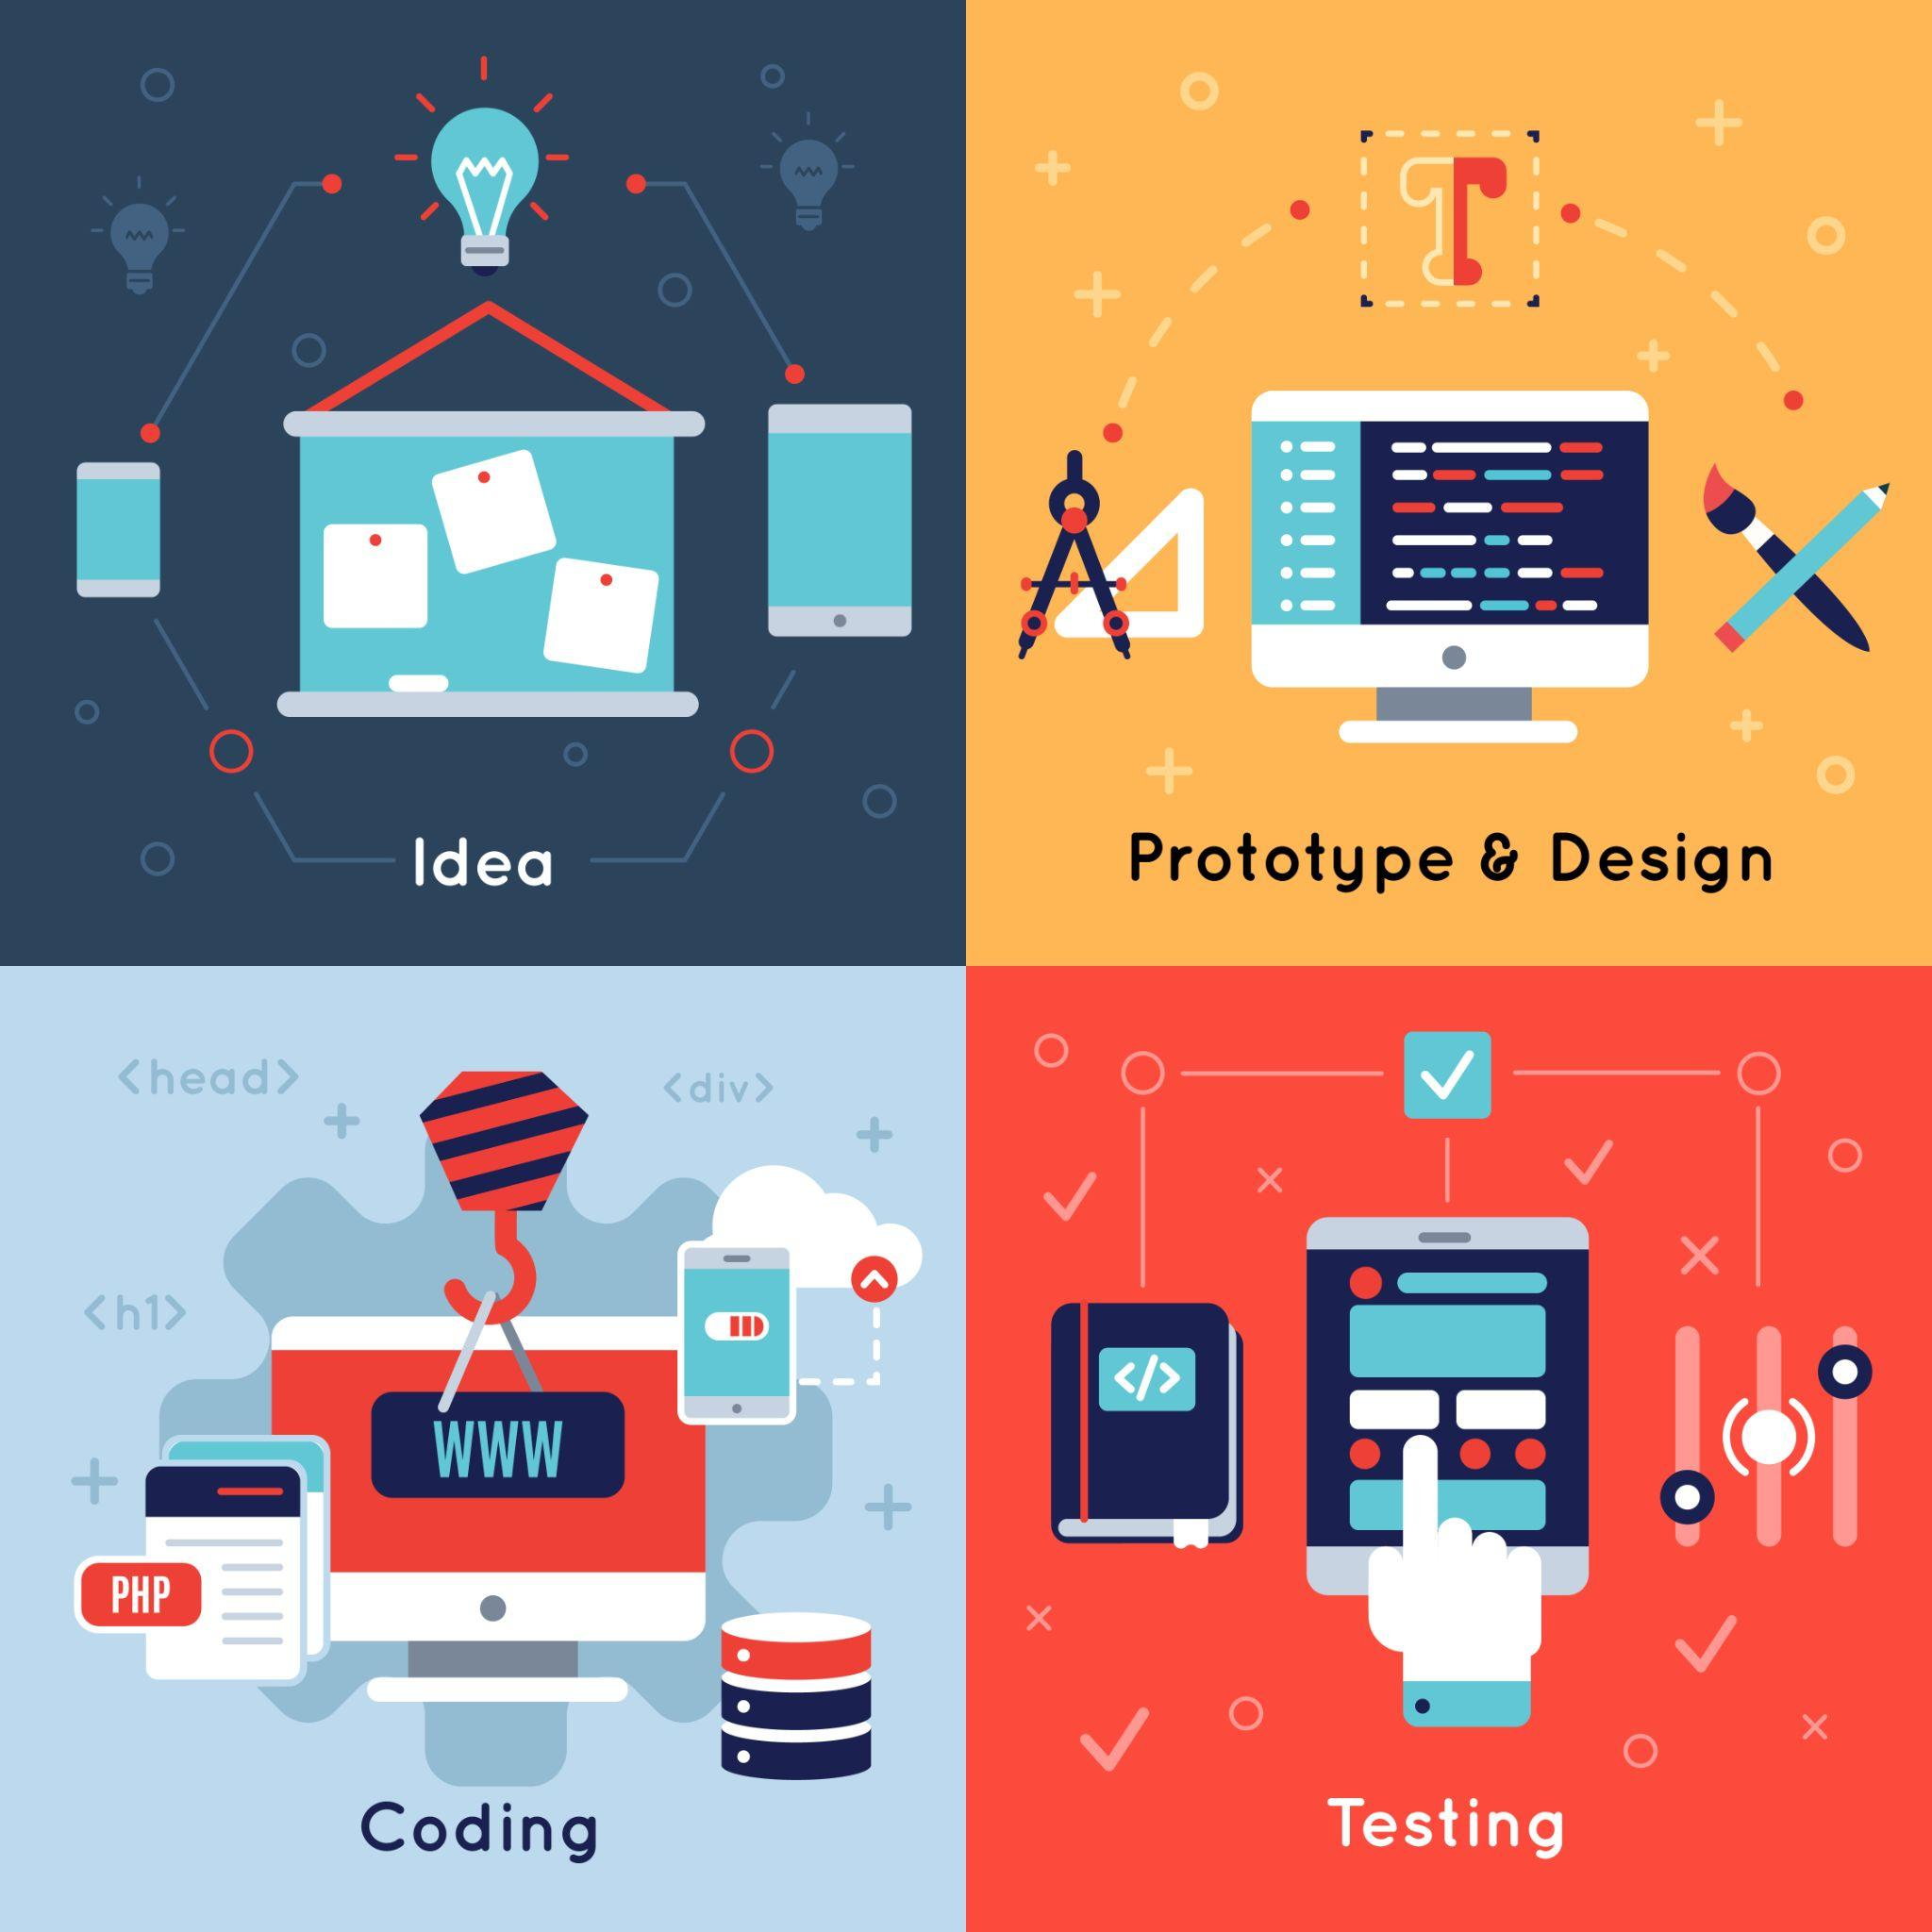 T
Idea
Prototype & Design
<head>
<div>
<h1>
WWW
PHP
</>
Coding
Testing